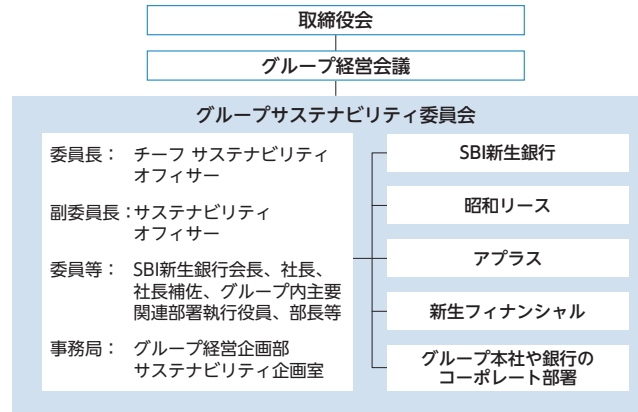 取締役会
グループ経営会議
グループサステナビリティ委員会
委員長： チーフ サステナビリティ
オフィサー
副委員長：サステナビリティ
オフィサー
委員等： SBI新生銀行会長、社長、
社長補佐、グループ内主要
関連部署執行役員、部長等
事務局： グループ経営企画部
サステナビリティ企画室
SBI新生銀行
昭和リース
アプラス
新生フィナンシャル
グループ本社や銀行の
コーポレート部署